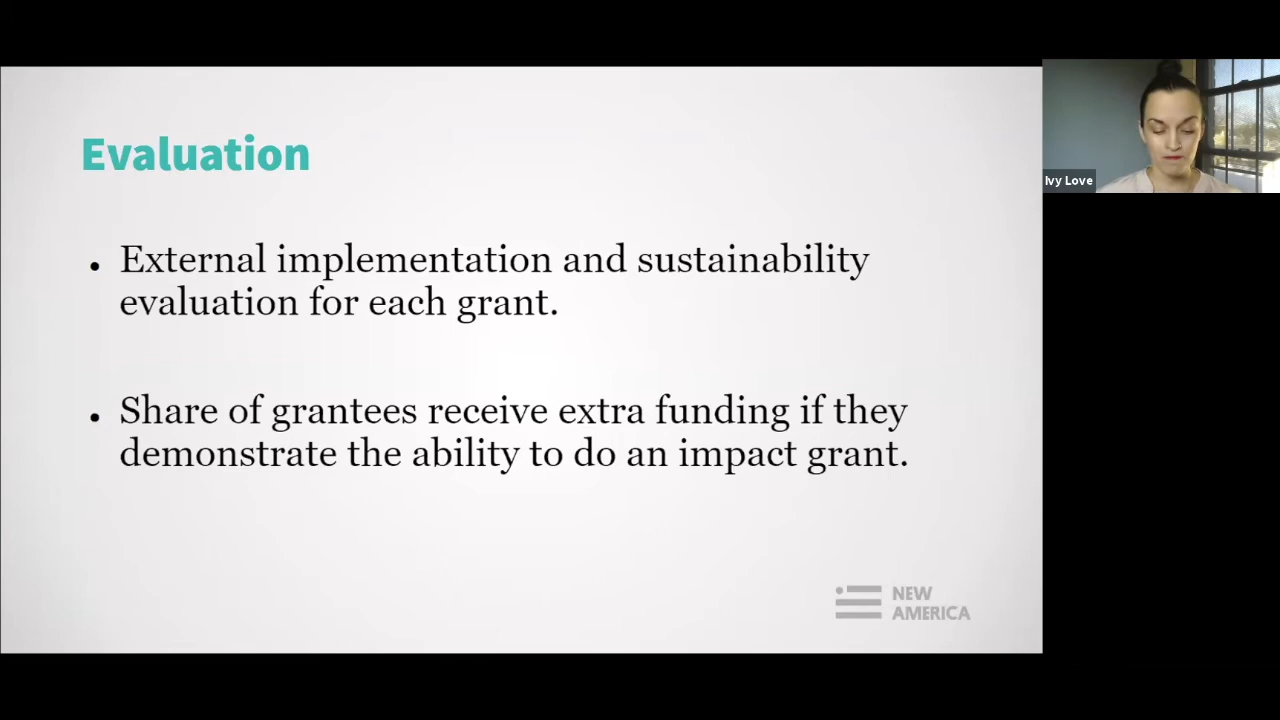 Evaluation
• External implementation and sustainability
evaluation for each grant.
• Share of grantees receive extra funding if they
demonstrate the ability to do an impact grant.
NEW
AMERICA
Ivy Love